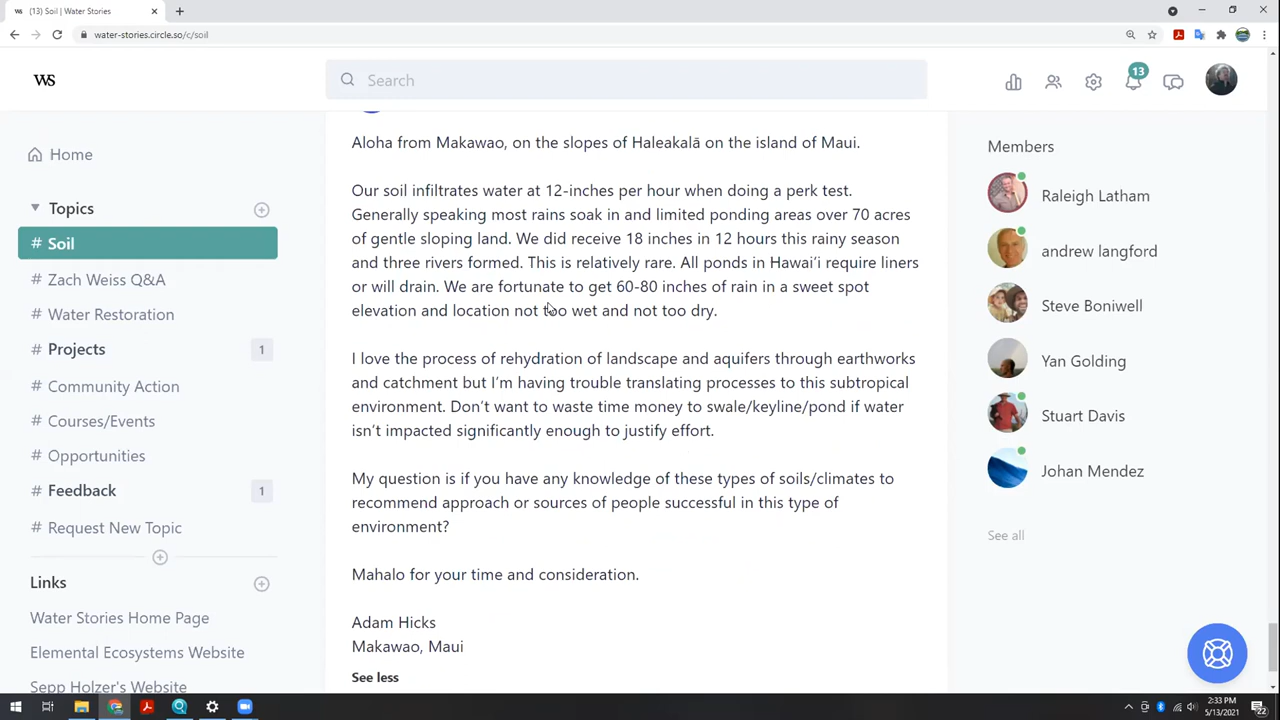 (13) Soil | Water Stories
water-stories.circle.so/c/soil
WS
Search
13
Home
Topics
# Soil
# Zach Weiss Q&A
# Water Restoration
# Projects
1
# Community Action
# Courses/Events
# Opportunities
# Feedback
1
# Request New Topic
Links
Water Stories Home Page
Elemental Ecosystems Website
Sepp Holzer's Website
Aloha from Makawao, on the slopes of Haleakalā on the island of Maui.
Our soil infiltrates water at 12-inches per hour when doing a perk test.
Generally speaking most rains soak in and limited ponding areas over 70 acres
of gentle sloping land. We did receive 18 inches in 12 hours this rainy season
and three rivers formed. This is relatively rare. All ponds in Hawai'i require liners
or will drain. We are fortunate to get 60-80 inches of rain in a sweet spot
elevation and location not too wet and not too dry.
I love the process of rehydration of landscape and aquifers through earthworks
and catchment but I'm having trouble translating processes to this subtropical
environment. Don't want to waste time money to swale/keyline/pond if water
isn't impacted significantly enough to justify effort.
My question is if you have any knowledge of these types of soils/climates to
recommend approach or sources of people successful in this type of
environment?
Mahalo for your time and consideration.
Adam Hicks
Makawao, Maui
See less
Members
Raleigh Latham
andrew langford
Steve Boniwell
Yan Golding
Stuart Davis
Johan Mendez
See all
2:33 PM
5/13/2021
22